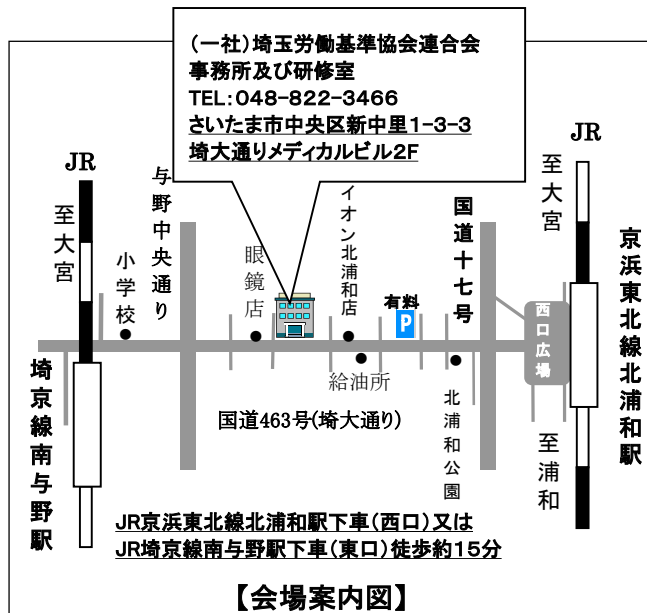 (一社)埼玉労働基準協会連合会
事務所及び研修室
TEL:048-822-3466
さいたま市中央区新中里1-3-3
埼大通りメディカルビル2F
JR
至大宮
小学校
与野中央通り
眼鏡店
イオン北浦和店
有料
P
国道十七号
JR
至大宮
西口広場
京浜東北線北浦和駅
埼京線南与野駅
給油所
国道463号(埼大通り)
北浦和公園
至浦和
JR京浜東北線北浦和駅下車(西口)又は
JR埼京線南与野駅下車(東口)徒歩約15分
【会場案内図】